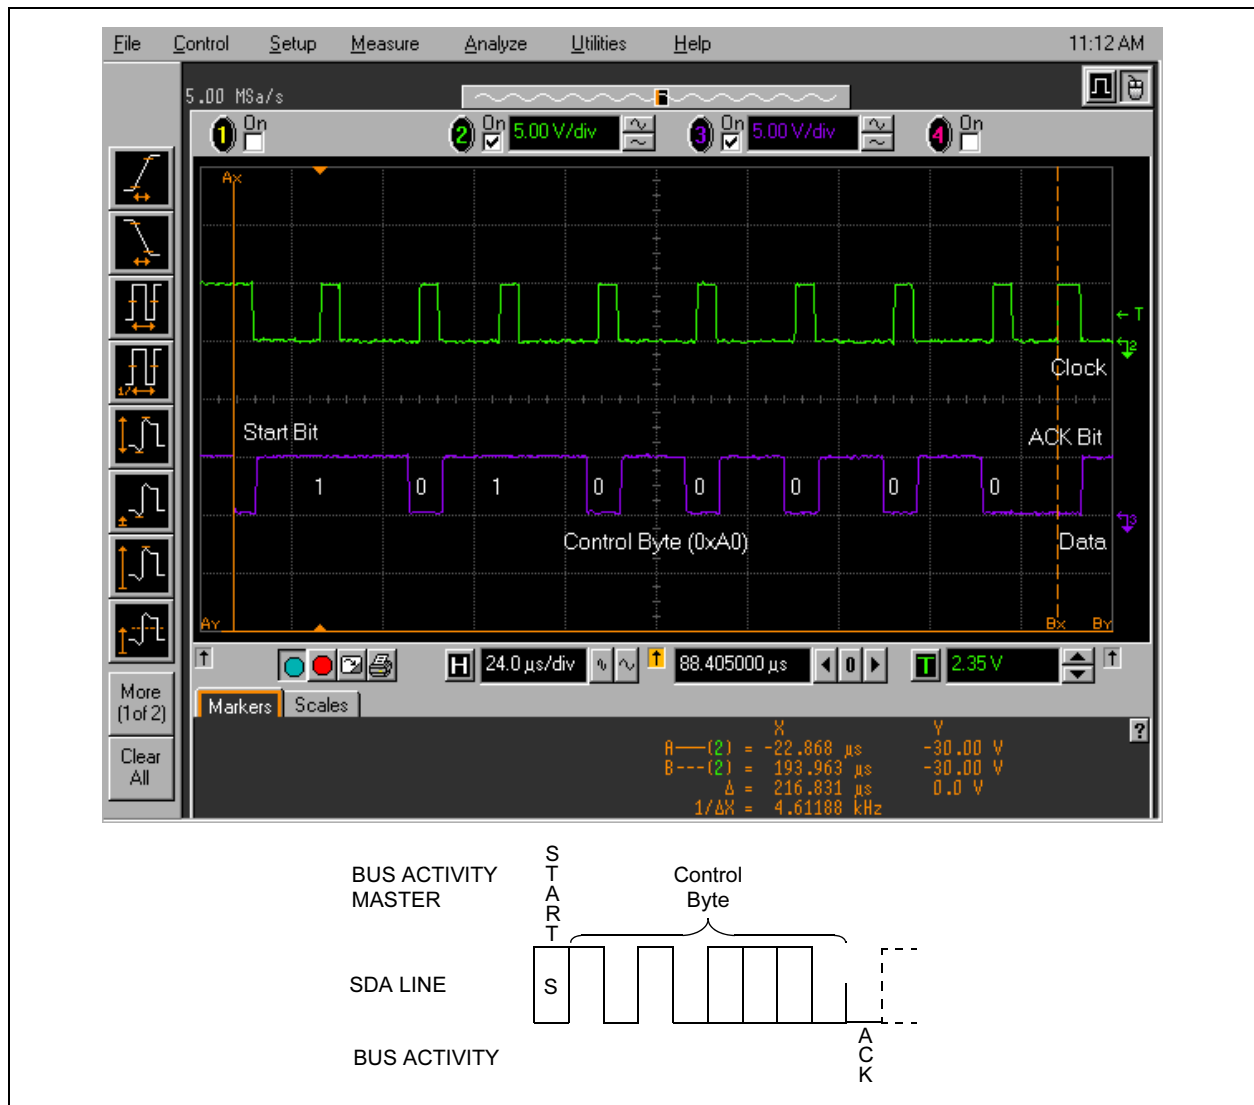 File Control Setup Measure Analyze Utilities Help 11:12 AM
5.00 MSa/s
1 On 2 On 5.00 V/div 3 On 5.00 V/div 4 On
Ax
T
2
Clock
Start Bit ACK Bit
1 0 1 0 0 0 0 0
3
Control Byte (0xA0) Data
AY Bx BY
1/
H 24.0 µs/div 88.405000 µs 0 T 2.35 V
More
(1 of 2)
Clear
All
Markers Scales
?
X Y
A———(2) = -22.868 µs -30.00 V
B---(2) = 193.963 µs -30.00 V
Δ = 216.831 µs 0.0 V
1/ΔX = 4.61188 kHz
BUS ACTIVITY
MASTER
START
Control
Byte
SDA LINE
S
BUS ACTIVITY
ACK